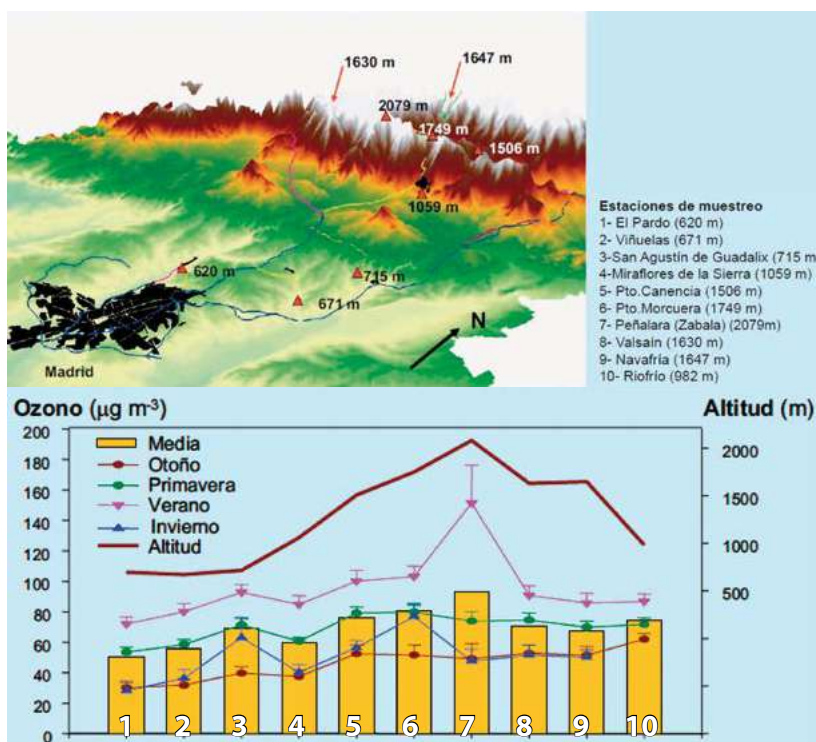 1630 m
1647 m
2079 m
1749 m
1506 m
1059 m
620 m
715 m
671 m
N
Madrid
Estaciones de muestreo
1- El Pardo (620 m)
2- Viñuelas (671 m)
3-San Agustín de Guadalix (715 m
4-Miraflores de la Sierra (1059 m)
5- Pto.Canencia (1506 m)
6- Pto.Morcuera (1749 m)
7- Peñalara (Zabala) (2079m)
8- Valsaín (1630 m)
9- Navafría (1647 m)
10- Riofrío (982 m)
Ozono (µg m-3)
Altitud (m)
200
180
160
140
120
100
80
60
40
20
0
Media
Otoño
Primavera
Verano
Invierno
Altitud
2000
1500
1000
500
1 2 3 4 5 6 7 8 9 10